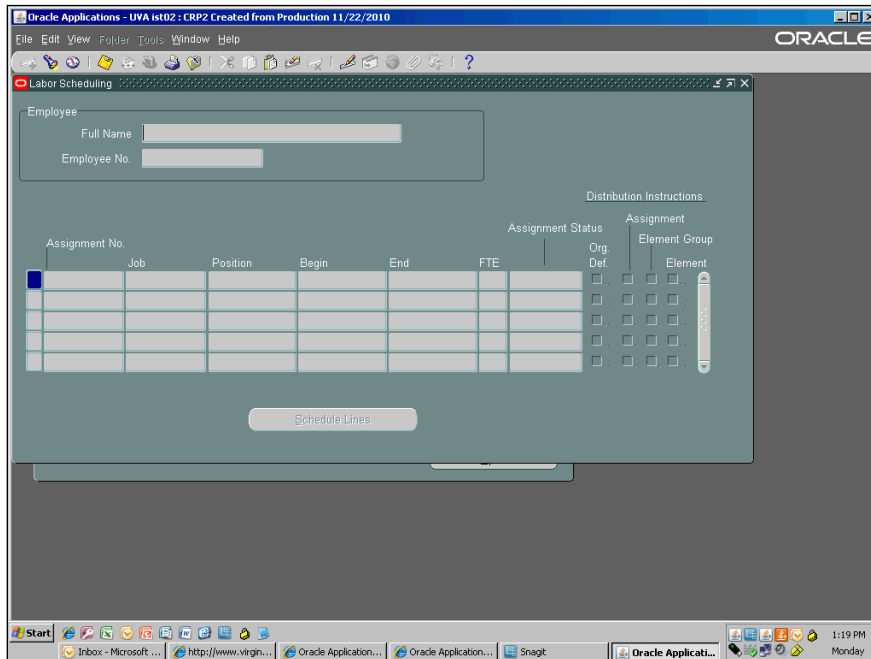 Oracle Applications - UVA ist02 : CRP2 Created from Production 11/22/2010
File Edit View Folder Tools Window Help
ORACLE
Labor Scheduling
Employee
Full Name
Employee No.
Distribution Instructions
Assignment Status
Assignment
Element Group
Assignment No.
Org.
Job Position Begin End FTE Def. Element
Schedule Lines
Start
1:19 PM
Inbox - Microsoft ... http://www.virgin... Oracle Application... Oracle Application... Snagit Oracle Applicati... Monday